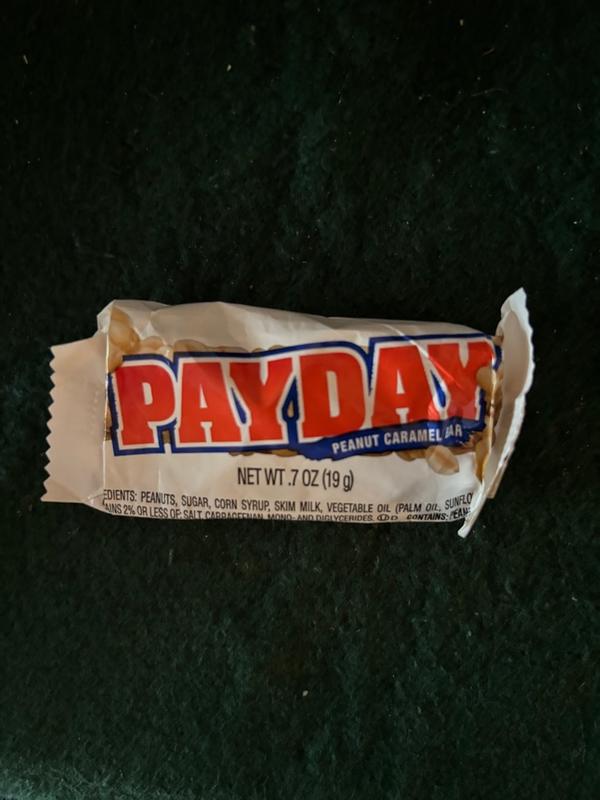 PAYDAY
PEANUT CARAMEL BAR
NET WT .7 OZ (19 g)
EDIENTS: PEANUTS, SUGAR, CORN SYRUP, SKIM MILK, VEGETABLE OIL (PALM OIL, SUNFLO
AINS 2% OR LESS OF: SALT, CARRAGEENAN, MONO- AND DIGLYCERIDES. U D CONTAINS: PEAN